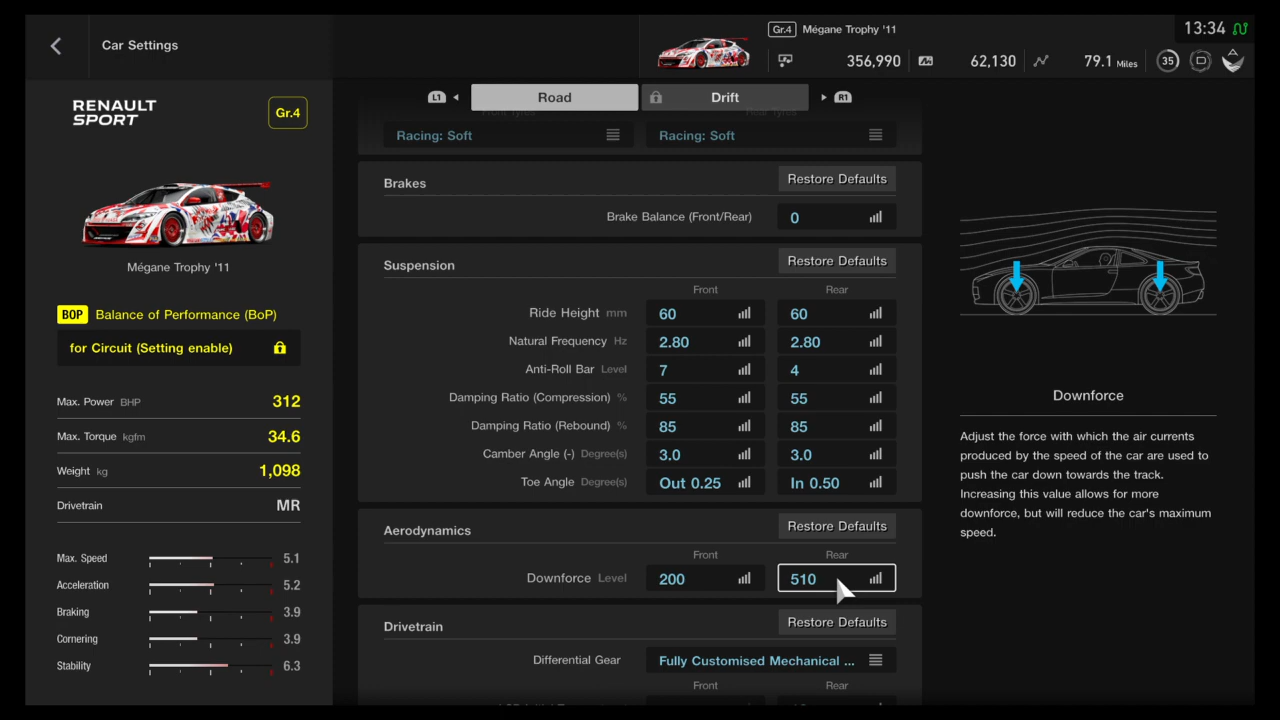 Car Settings
Gr.4 Mégane Trophy '11
13:34
356,990 62,130 79.1 Miles 35
RENAULT
SPORT
Gr.4
Mégane Trophy '11
BOP Balance of Performance (BoP)
for Circuit (Setting enable)
Max. Power BHP 312
Max. Torque kgfm 34.6
Weight kg 1,098
Drivetrain MR
Max. Speed 5.1
Acceleration 5.2
Braking 3.9
Cornering 3.9
Stability 6.3
L1 Road Drift R1
Front Tyres Rear Tyres
Racing: Soft Racing: Soft
Brakes Restore Defaults
Brake Balance (Front/Rear) 0
Suspension Restore Defaults
Front Rear
Ride Height mm 60 60
Natural Frequency Hz 2.80 2.80
Anti-Roll Bar Level 7 4
Damping Ratio (Compression) % 55 55
Damping Ratio (Rebound) % 85 85
Camber Angle (-) Degree(s) 3.0 3.0
Toe Angle Degree(s) Out 0.25 In 0.50
Aerodynamics Restore Defaults
Front Rear
Downforce Level 200 510
Drivetrain Restore Defaults
Differential Gear Fully Customised Mechanical ...
Front Rear
Downforce
Adjust the force with which the air currents
produced by the speed of the car are used to
push the car down towards the track.
Increasing this value allows for more
downforce, but will reduce the car's maximum
speed.